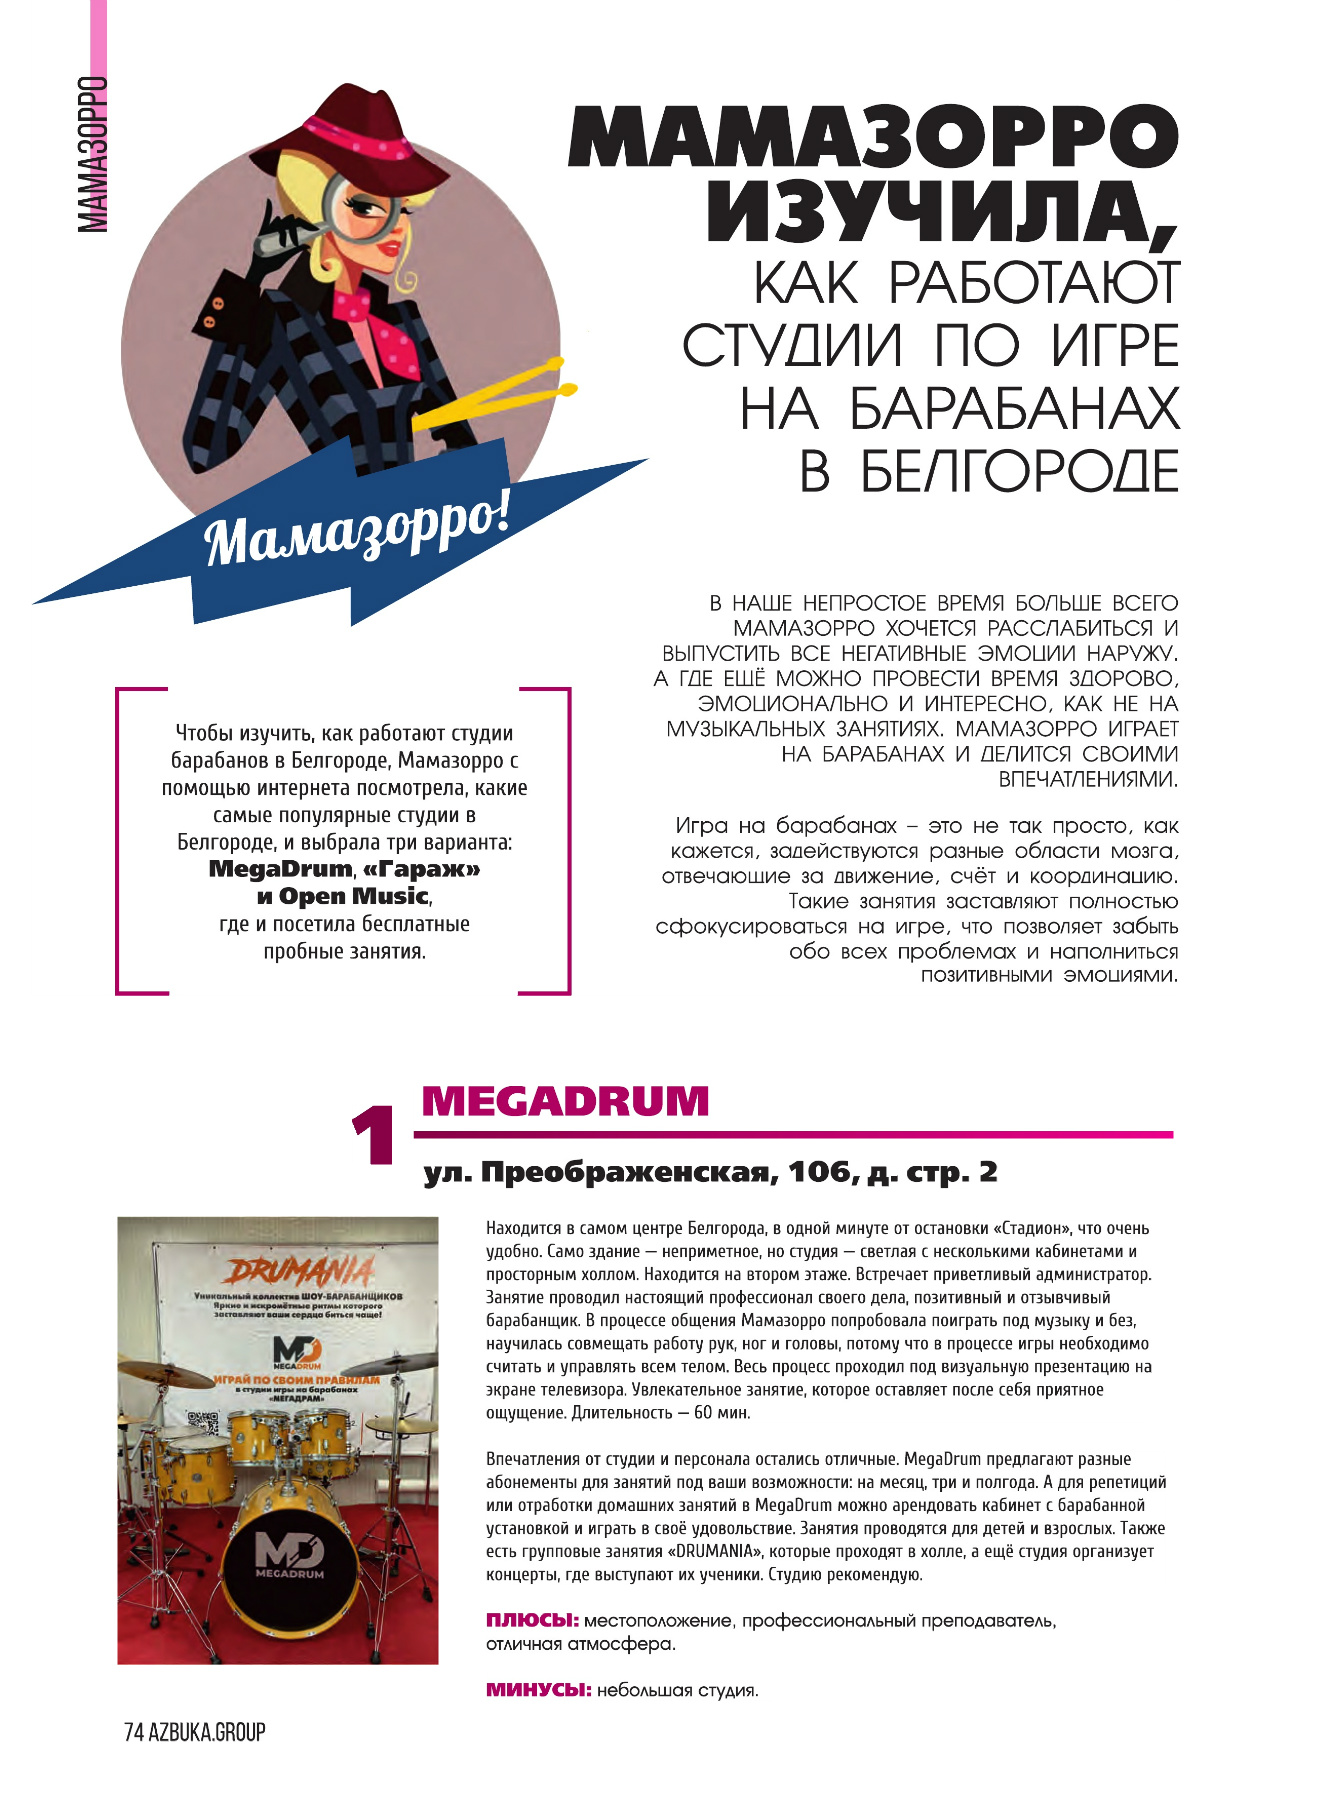 МАМАЗОРРО
МАМАЗОРРО
ИЗУЧИЛА,
КАК РАБОТАЮТ
СТУДИИ ПО ИГРЕ
НА БАРАБАНАХ
В БЕЛГОРОДЕ
Мамазорро!
В НАШЕ НЕПРОСТОЕ ВРЕМЯ БОЛЬШЕ ВСЕГО
МАМАЗОРРО ХОЧЕТСЯ РАССЛАБИТЬСЯ И
ВЫПУСТИТЬ ВСЕ НЕГАТИВНЫЕ ЭМОЦИИ НАРУЖУ.
А ГДЕ ЕЩЁ МОЖНО ПРОВЕСТИ ВРЕМЯ ЗДОРОВО,
ЭМОЦИОНАЛЬНО И ИНТЕРЕСНО, КАК НЕ НА
МУЗЫКАЛЬНЫХ ЗАНЯТИЯХ. МАМАЗОРРО ИГРАЕТ
НА БАРАБАНАХ И ДЕЛИТСЯ СВОИМИ
ВПЕЧАТЛЕНИЯМИ.
Игра на барабанах – это не так просто, как
кажется, задействуются разные области мозга,
отвечающие за движение, счёт и координацию.
Такие занятия заставляют полностью
сфокусироваться на игре, что позволяет забыть
обо всех проблемах и наполниться
позитивными эмоциями.
Чтобы изучить, как работают студии
барабанов в Белгороде, Мамазорро с
помощью интернета посмотрела, какие
самые популярные студии в
Белгороде, и выбрала три варианта:
MegaDrum, «Гараж»
и Open Music,
где и посетила бесплатные
пробные занятия.
1
MEGADRUM
ул. Преображенская, 106, д. стр. 2
DRUMANIA
Уникальный коллектив ШОУ-БАРАБАНЩИКОВ
Яркие и искромётные ритмы которого
заставляют ваши сердца биться чаще!
MD
MEGADRUM
ИГРАЙ ПО СВОИМ ПРАВИЛАМ
в студии игры на барабанах
«МЕГАДРАМ»
MD
MEGADRUM
Находится в самом центре Белгорода, в одной минуте от остановки «Стадион», что очень
удобно. Само здание — неприметное, но студия — светлая с несколькими кабинетами и
просторным холлом. Находится на втором этаже. Встречает приветливый администратор.
Занятие проводил настоящий профессионал своего дела, позитивный и отзывчивый
барабанщик. В процессе общения Мамазорро попробовала поиграть под музыку и без,
научилась совмещать работу рук, ног и головы, потому что в процессе игры необходимо
считать и управлять всем телом. Весь процесс проходил под визуальную презентацию на
экране телевизора. Увлекательное занятие, которое оставляет после себя приятное
ощущение. Длительность — 60 мин.
Впечатления от студии и персонала остались отличные. MegaDrum предлагают разные
абонементы для занятий под ваши возможности: на месяц, три и полгода. А для репетиций
или отработки домашних занятий в MegaDrum можно арендовать кабинет с барабанной
установкой и играть в своё удовольствие. Занятия проводятся для детей и взрослых. Также
есть групповые занятия «DRUMANIA», которые проходят в холле, а ещё студия организует
концерты, где выступают их ученики. Студию рекомендую.
ПЛЮСЫ: местоположение, профессиональный преподаватель,
отличная атмосфера.
МИНУСЫ: небольшая студия.
74 AZBUKA.GROUP